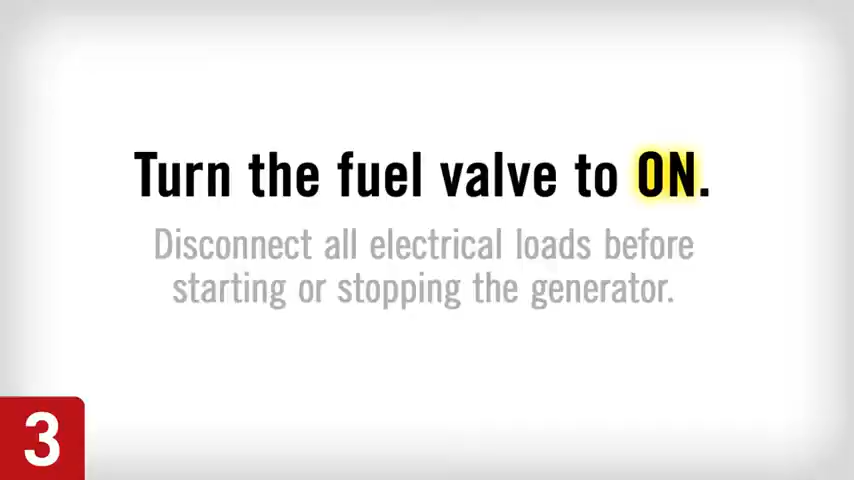 Turn the fuel valve to ON.
Disconnect all electrical loads before
starting or stopping the generator.
3